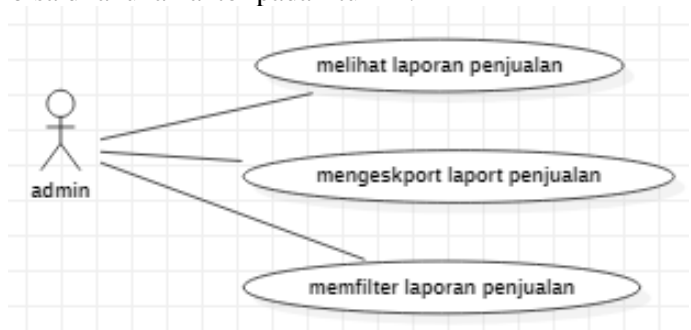 melihat laporan penjualan
admin
mengeskport laport penjualan
memfilter laporan penjualan